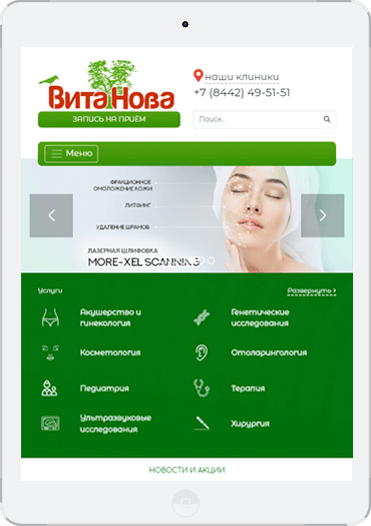 Вита Нова
ЗАПИСЬ НА ПРИЁМ
наши клиники
+7 (8442) 49-51-51
Поиск..
Меню
ФРАКЦИОННОЕ
ОМОЛОЖЕНИЕ КОЖИ
ЛИФТИНГ
УДАЛЕНИЕ ШРАМОВ
ЛАЗЕРНАЯ ШЛИФОВКА
MORE-XEL SCANNING
Услуги
Развернуть
Акушерство и
гинекология
Генетические
исследования
Косметология
Отоларингология
Педиатрия
Терапия
Ультразвуковые
исследования
Хирургия
НОВОСТИ И АКЦИИ